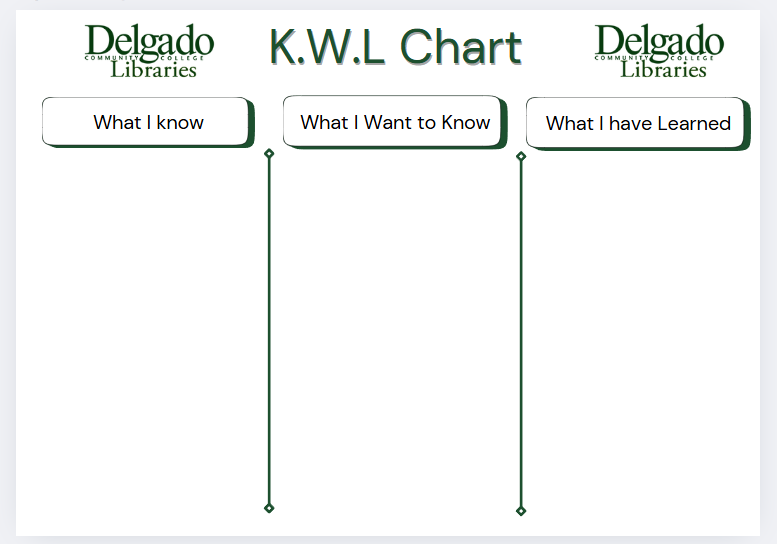 Delgado
COMMUNITY COLLEGE
Libraries
K.W.L Chart
Delgado
COMMUNITY COLLEGE
Libraries
What I know
What I Want to Know
What I have Learned